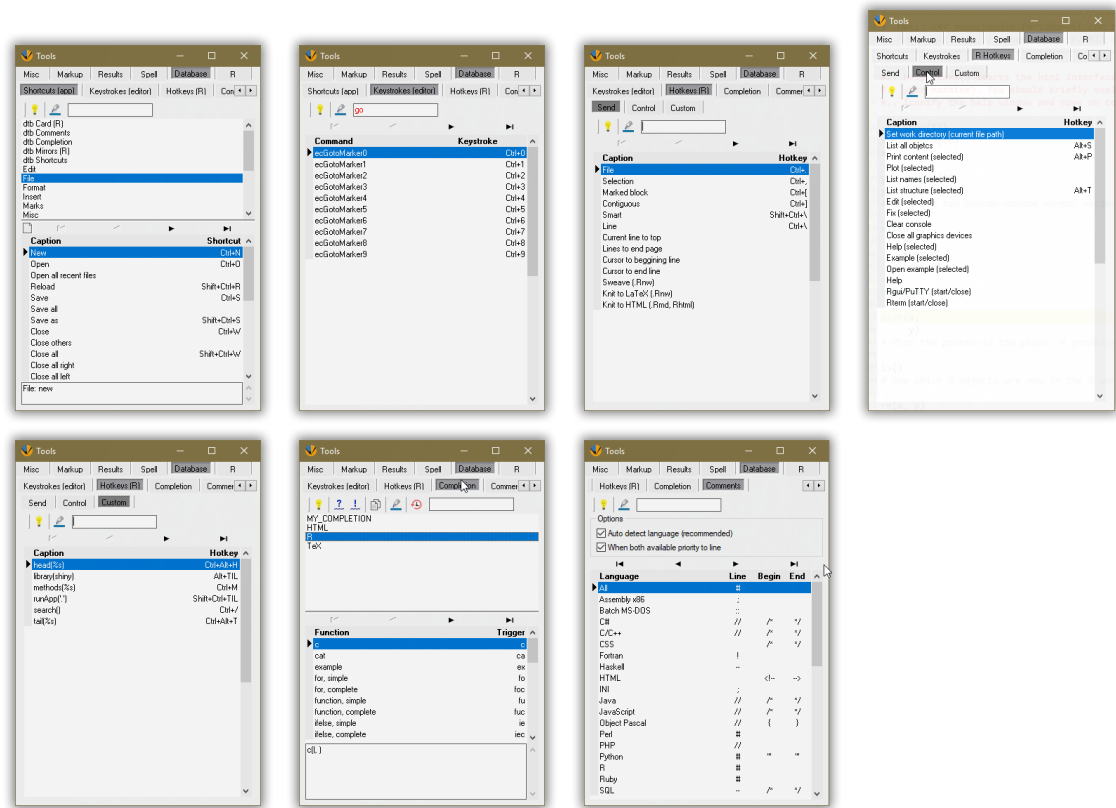 Tools
Misc Markup Results Spell Database R
Shortcuts (app) Keystrokes (editor) Hotkeys (R) Con
dtb Card (R)
dtb Comments
dtb Completion
dtb Mirrors (R)
dtb Shortcuts
Edit
File
Format
Insert
Marks
Misc
Caption Shortcut
New Ctrl+N
Open Ctrl+O
Open all recent files
Reload Shift+Ctrl+R
Save Ctrl+S
Save all
Save as Shift+Ctrl+S
Close Ctrl+W
Close others
Close all Shift+Ctrl+W
Close all right
Close all left
File: new
Tools
Misc Markup Results Spell Database R
Shortcuts (app) Keystrokes (editor) Hotkeys (R) Con
go
Command Keystroke
ecGotoMarker0 Ctrl+0
ecGotoMarker1 Ctrl+1
ecGotoMarker2 Ctrl+2
ecGotoMarker3 Ctrl+3
ecGotoMarker4 Ctrl+4
ecGotoMarker5 Ctrl+5
ecGotoMarker6 Ctrl+6
ecGotoMarker7 Ctrl+7
ecGotoMarker8 Ctrl+8
ecGotoMarker9 Ctrl+9
Tools
Misc Markup Results Spell Database R
Keystrokes (editor) Hotkeys (R) Completion Commer
Send Control Custom
Caption Hotkey
File Ctrl+.
Selection Ctrl+,
Marked block Ctrl+[
Contiguous Ctrl+]
Smart Shift+Ctrl+\
Line Ctrl+\
Current line to top
Lines to end page
Cursor to beggining line
Cursor to end line
Sweave (.Rnw)
Knit to LaTeX (.Rnw)
Knit to HTML (.Rmd, Rhtml)
Tools
Misc Markup Results Spell Database R
Shortcuts Keystrokes R Hotkeys Completion Co
Send Control Custom
Caption Hotkey
Set work directory (current file path)
List all objetcs Alt+S
Print content (selected) Alt+P
Plot (selected)
List names (selected)
List structure (selected) Alt+T
Edit (selected)
Fix (selected)
Clear console
Close all graphics devices
Help (selected)
Example (selected)
Open example (selected)
Help
Rgui/PuTTY (start/close)
Rterm (start/close)
Tools
Misc Markup Results Spell Database R
Keystrokes (editor) Hotkeys (R) Completion Commer
Send Control Custom
Caption Hotkey
head(%s) Ctrl+Alt+H
library(shiny) Alt+TIL
methods(%s) Ctrl+M
runApp('.') Shift+Ctrl+TIL
search() Ctrl+/
tail(%s) Ctrl+Alt+T
Tools
Misc Markup Results Spell Database R
Keystrokes (editor) Hotkeys (R) Completion Commer
MY_COMPLETION
HTML
R
TeX
Function Trigger
c c
cat ca
example ex
for, simple fo
for, complete foc
function, simple fu
function, complete fuc
ifelse, simple ie
ifelse, complete iec
c(|, )
Tools
Misc Markup Results Spell Database R
Hotkeys (R) Completion Comments
Options
Auto detect language (recommended)
When both available priority to line
Language Line Begin End
All #
Assembly x86 ;
Batch MS-DOS ::
C# // /* */
C/C++ // /* */
CSS /* */
Fortran !
Haskell --
HTML <!-- -->
INI ;
Java // /* */
JavaScript // /* */
Object Pascal // { }
Perl #
PHP //
Python # ''' '''
R #
Ruby #
SQL -- /* */